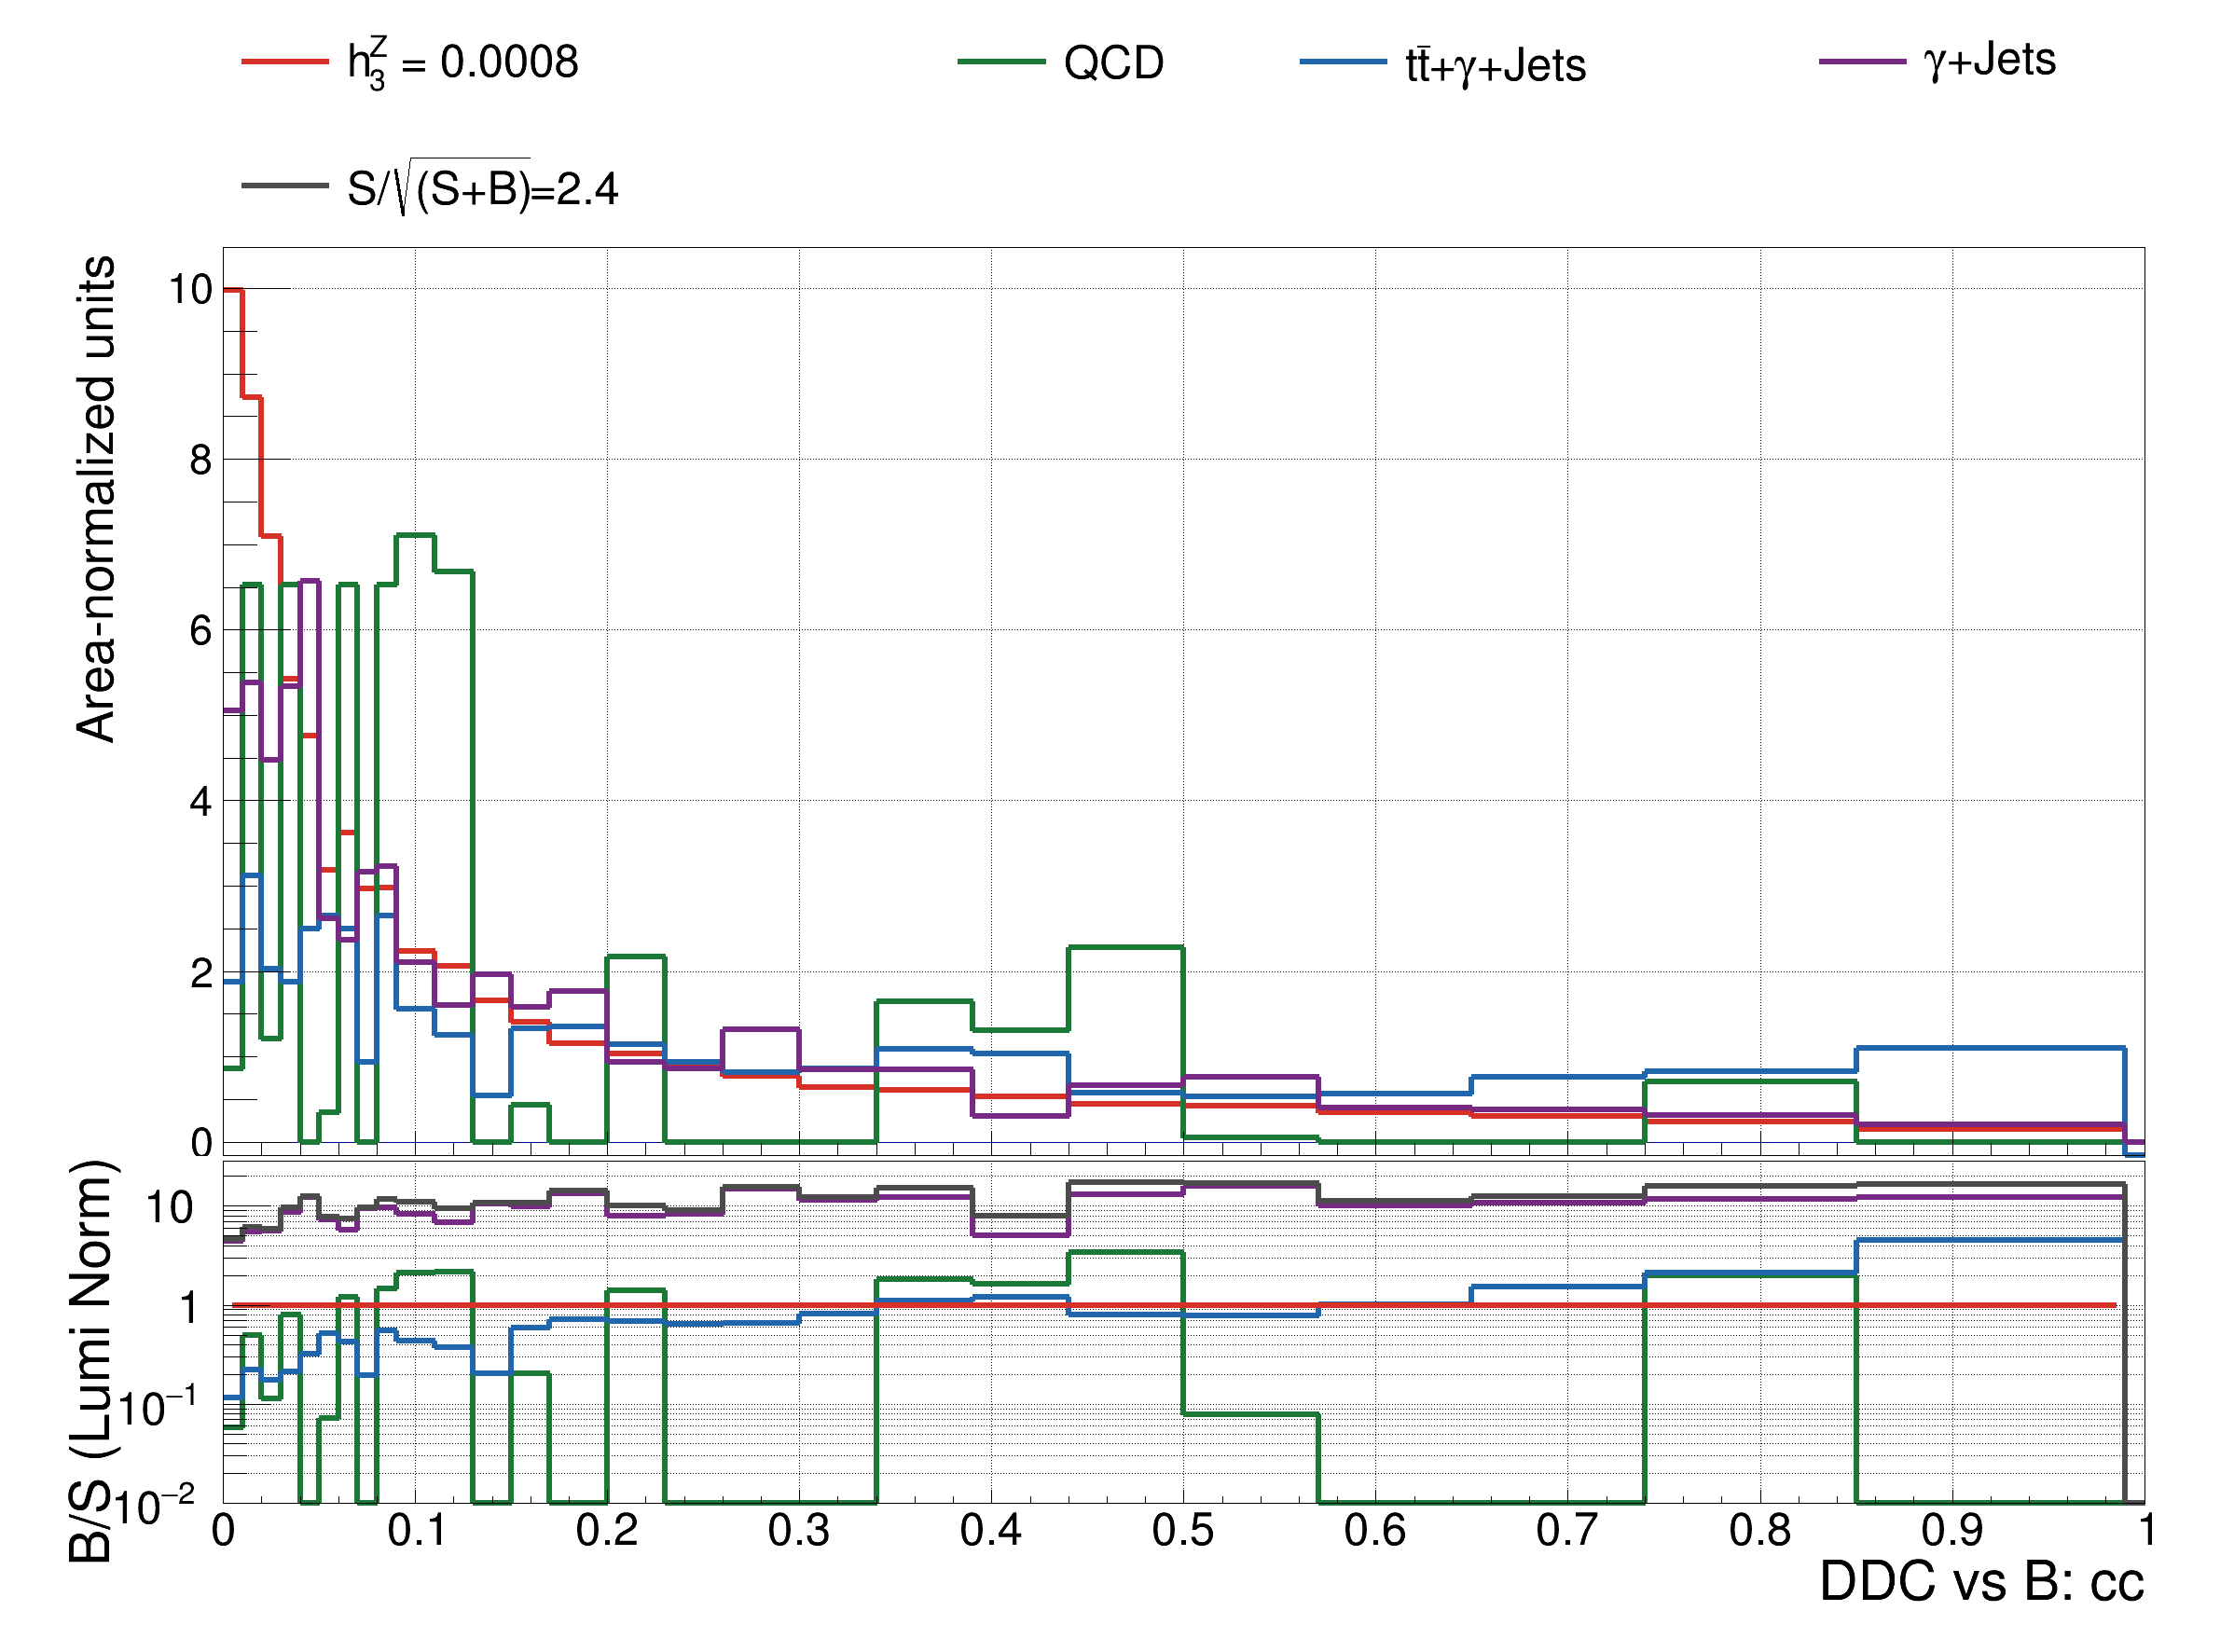 h₃ᶻ = 0.0008 QCD tt̄+γ+Jets γ+Jets
S/√(S+B)=2.4
Area-normalized units
10
8
6
4
2
0
B/S (Lumi Norm)
10
1
10⁻¹
10⁻²
0 0.1 0.2 0.3 0.4 0.5 0.6 0.7 0.8 0.9 1
DDC vs B: cc